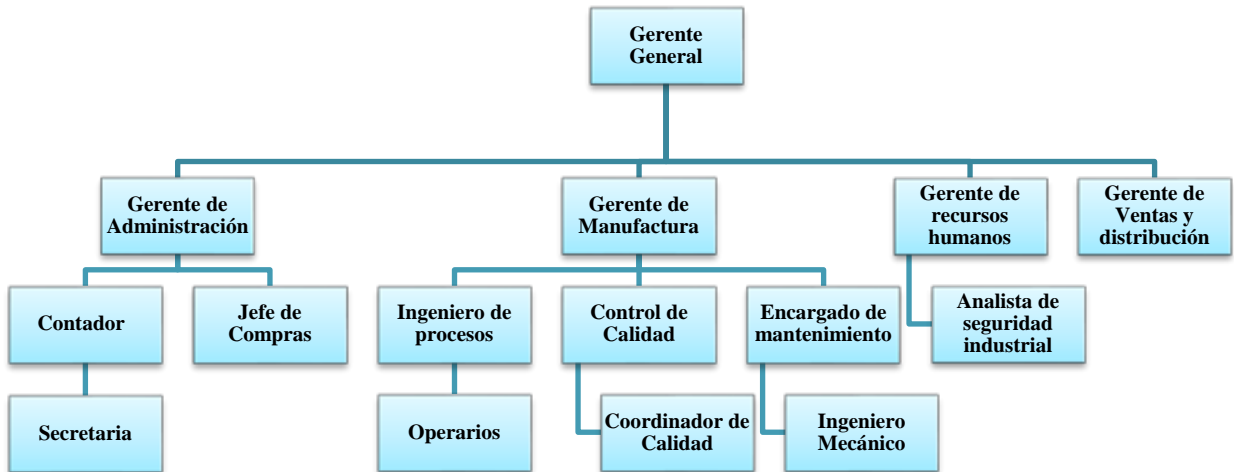 Gerente
General
Gerente de
Administración
Gerente de
Manufactura
Gerente de
recursos
humanos
Gerente de
Ventas y
distribución
Contador
Jefe de
Compras
Ingeniero de
procesos
Control de
Calidad
Encargado de
mantenimiento
Analista de
seguridad
industrial
Secretaria
Operarios
Coordinador de
Calidad
Ingeniero
Mecánico